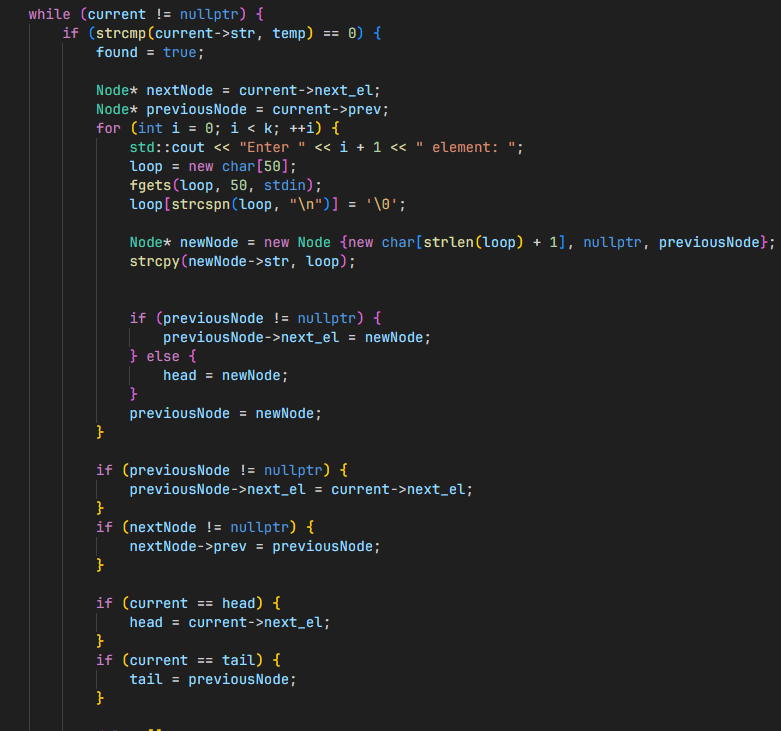 while (current != nullptr) {
if (strcmp(current->str, temp) == 0) {
found = true;
Node* nextNode = current->next_el;
Node* previousNode = current->prev;
for (int i = 0; i < k; ++i) {
std::cout << "Enter " << i + 1 << " element: ";
loop = new char[50];
fgets(loop, 50, stdin);
loop[strcspn(loop, "\n")] = '\0';
Node* newNode = new Node {new char[strlen(loop) + 1], nullptr, previousNode};
strcpy(newNode->str, loop);
if (previousNode != nullptr) {
previousNode->next_el = newNode;
} else {
head = newNode;
}
previousNode = newNode;
}
if (previousNode != nullptr) {
previousNode->next_el = current->next_el;
}
if (nextNode != nullptr) {
nextNode->prev = previousNode;
}
if (current == head) {
head = current->next_el;
}
if (current == tail) {
tail = previousNode;
}